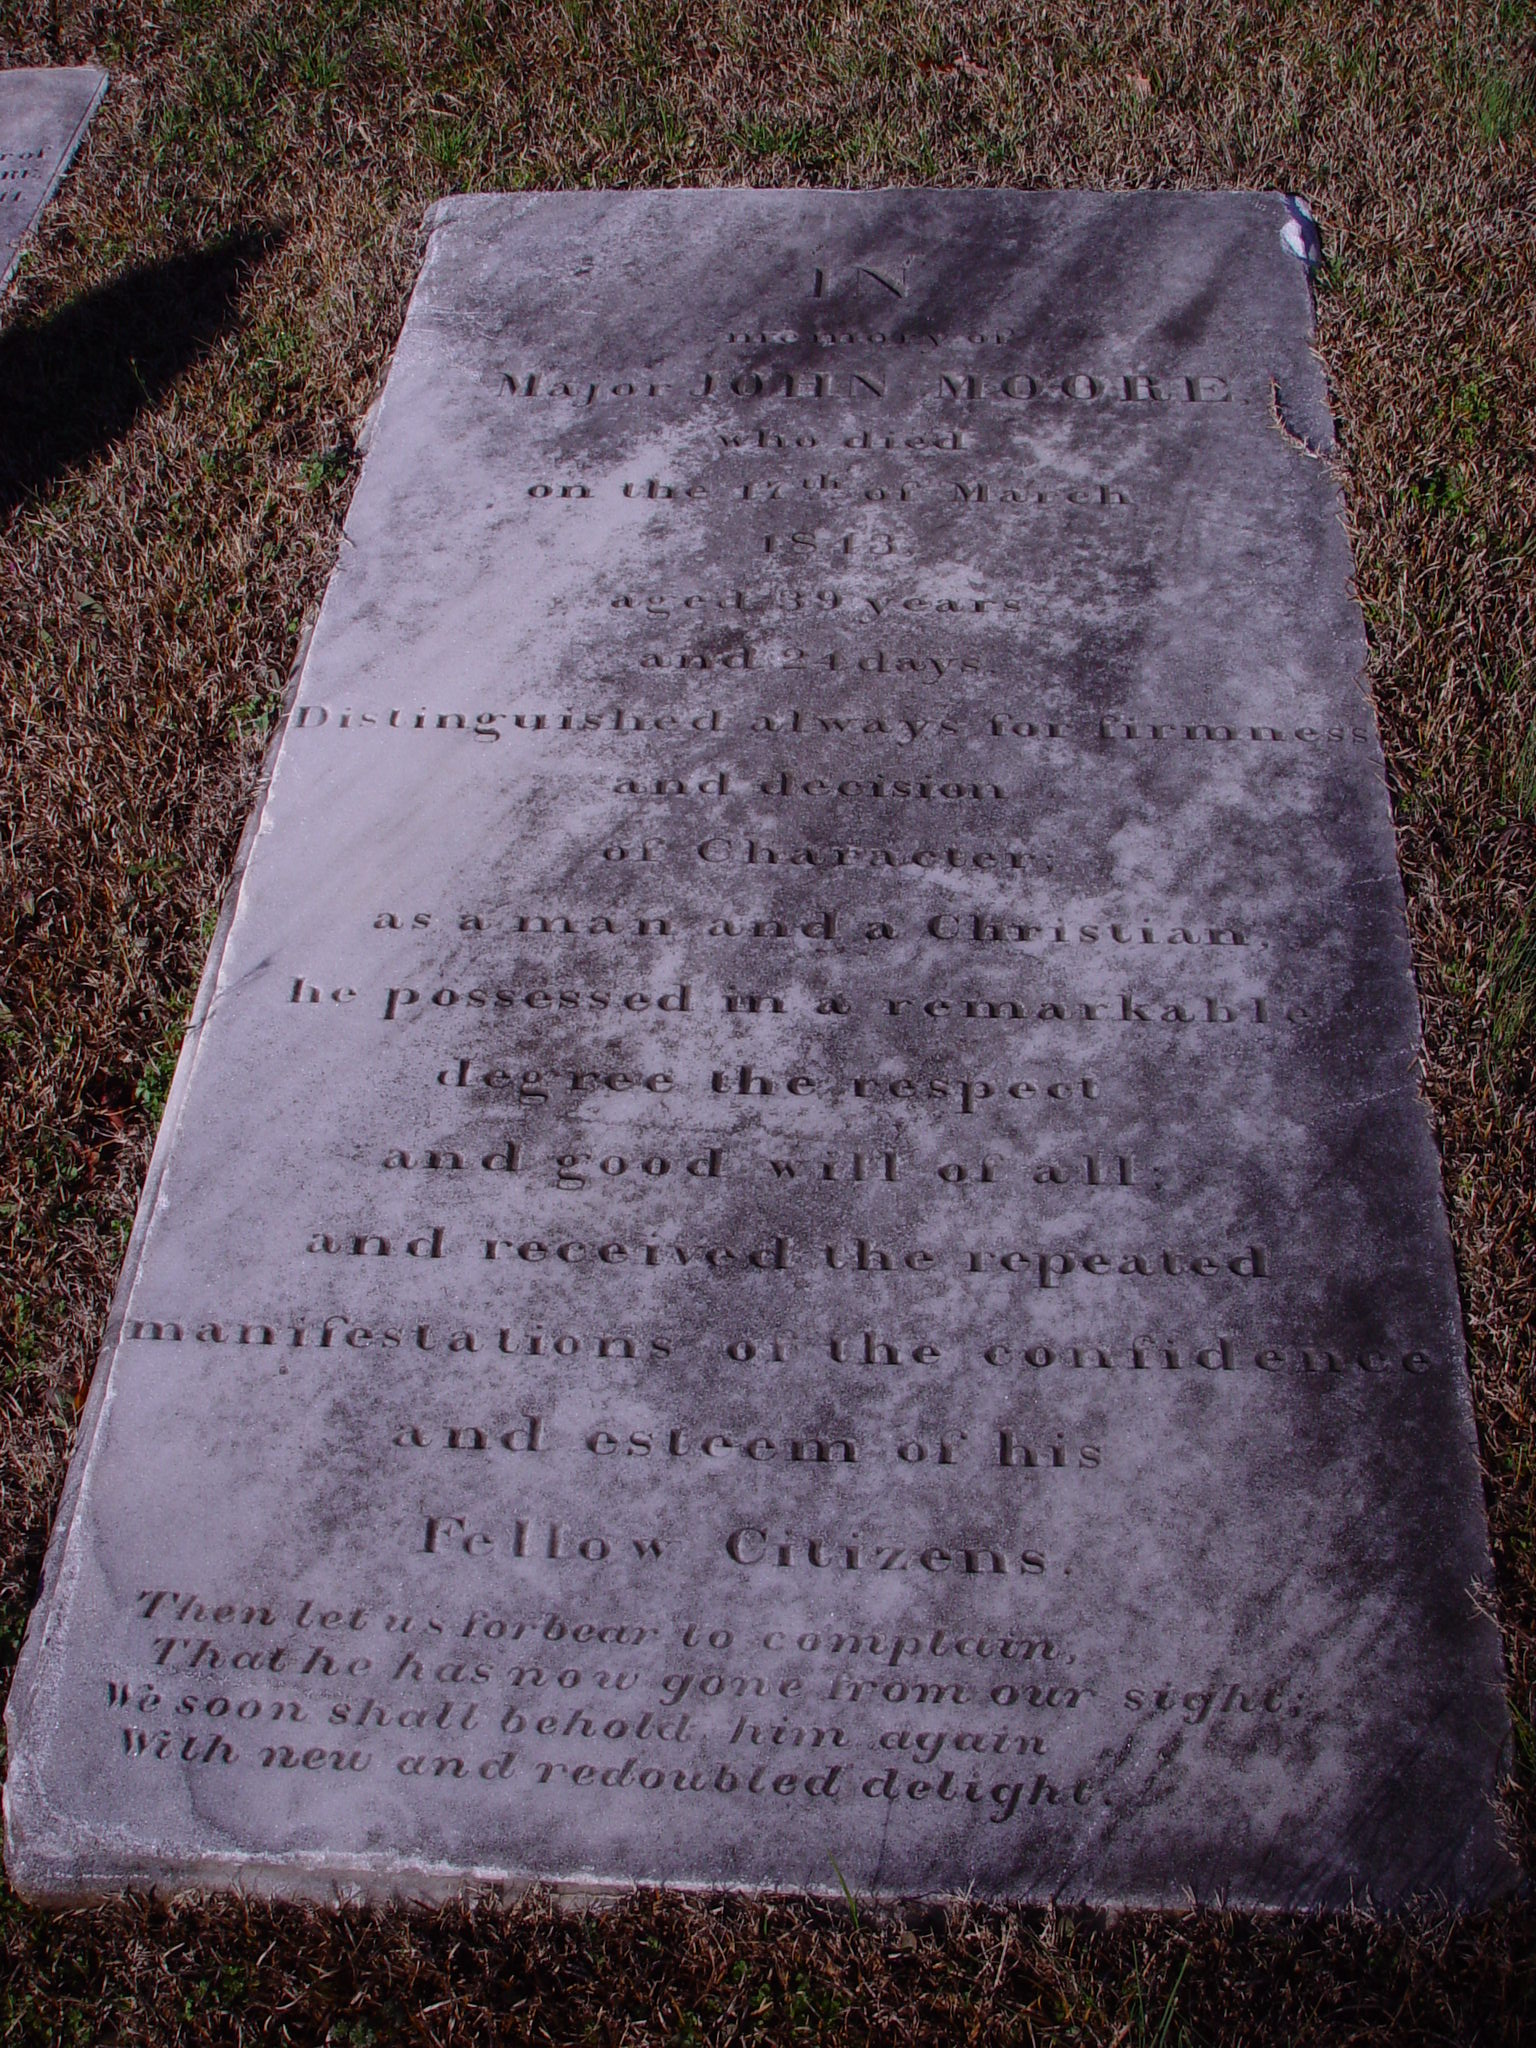 r of
RE,
IN
memory of
Major JOHN MOORE,
who died
on the 17th of March
1843
aged 39 years
and 24 days.
Distinguished always for firmness
and decision
of Character;
as a man and a Christian,
he possessed in a remarkable
degree the respect
and good will of all;
and received the repeated
manifestations of the confidence
and esteem of his
Fellow Citizens.
Then let us forbear to complain,
That he has now gone from our sight;
We soon shall behold him again
With new and redoubled delight.